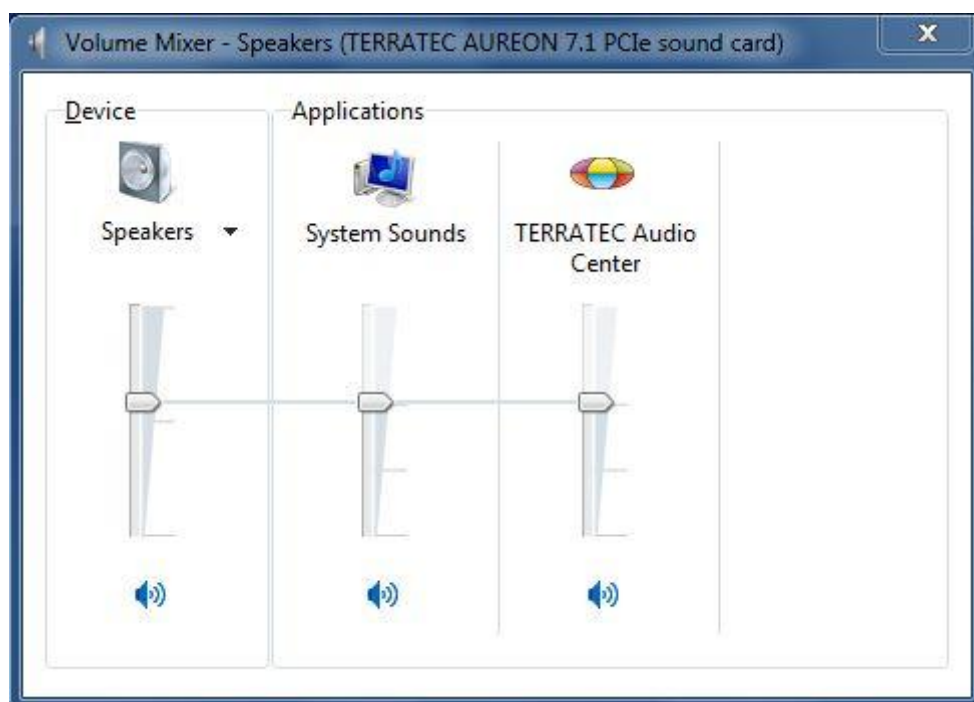 Volume Mixer - Speakers (TERRATEC AUREON 7.1 PCIe sound card)
Device
Applications
Speakers
System Sounds
TERRATEC Audio
Center